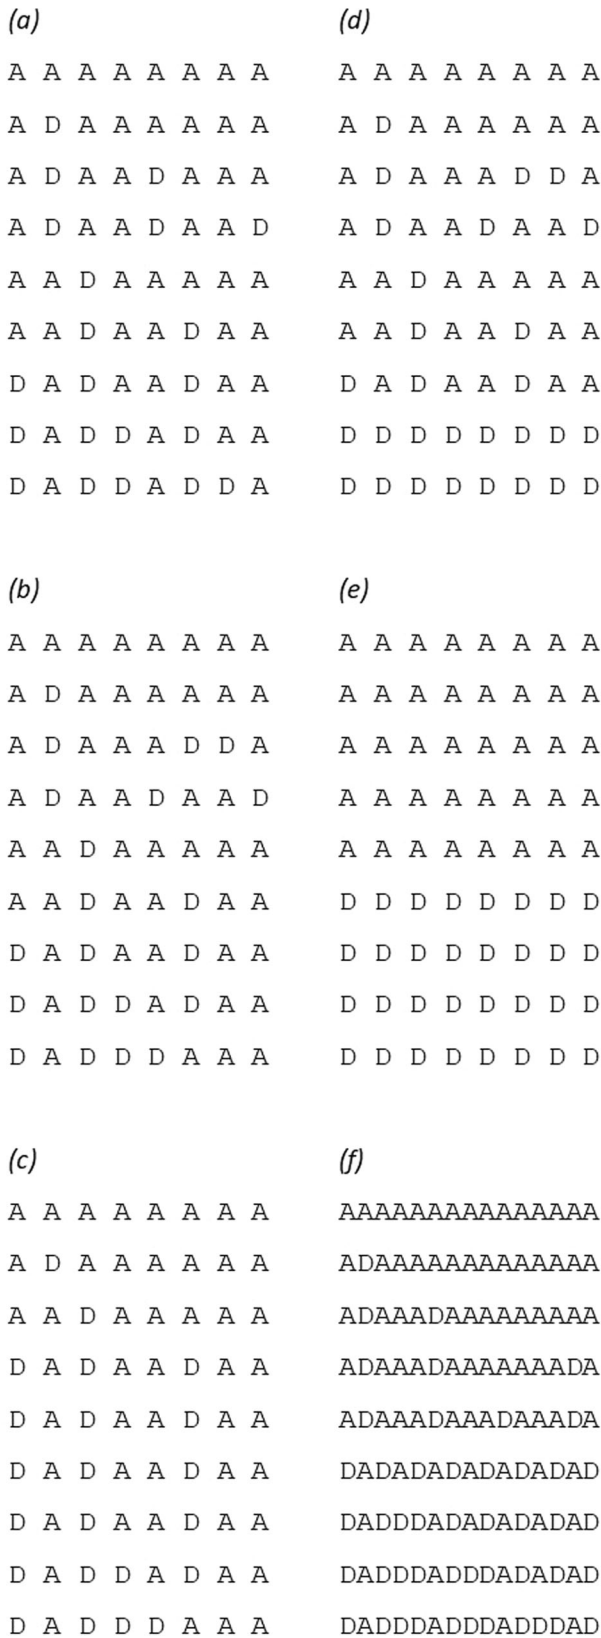 (a)
A A A A A A A A
A D A A A A A A
A D A A D A A A
A D A A D A A D
A A D A A A A A
A A D A A D A A
D A D A A D A A
D A D D A D A A
D A D D A D D A
(b)
A A A A A A A A
A D A A A A A A
A D A A A D D A
A D A A D A A D
A A D A A A A A
A A D A A D A A
D A D A A D A A
D A D D A D A A
D A D D D A A A
(c)
A A A A A A A A
A D A A A A A A
A A D A A A A A
D A D A A D A A
D A D A A D A A
D A D A A D A A
D A D A A D A A
D A D D A D A A
D A D D D A A A
(d)
A A A A A A A A
A D A A A A A A
A D A A A D D A
A D A A D A A D
A A D A A A A A
A A D A A D A A
D A D A A D A A
D D D D D D D D
D D D D D D D D
(e)
A A A A A A A A
A A A A A A A A
A A A A A A A A
A A A A A A A A
A A A A A A A A
D D D D D D D D
D D D D D D D D
D D D D D D D D
D D D D D D D D
(f)
AAAAAAAAAAAAAAA
ADAAAAAAAAAAAAA
ADAAADAAAAAAAAA
ADAAADAAAAAAADA
ADAAADAAADAAADA
DADADADADADADAD
DADDDADADADADAD
DADDDADDDADADAD
DADDDADDDADDDAD